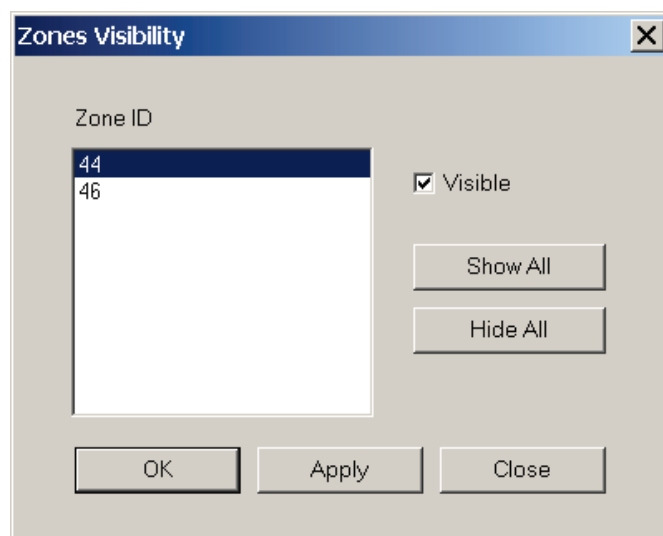 Zones Visibility
Zone ID
44
46
Visible
Show All
Hide All
OK
Apply
Close